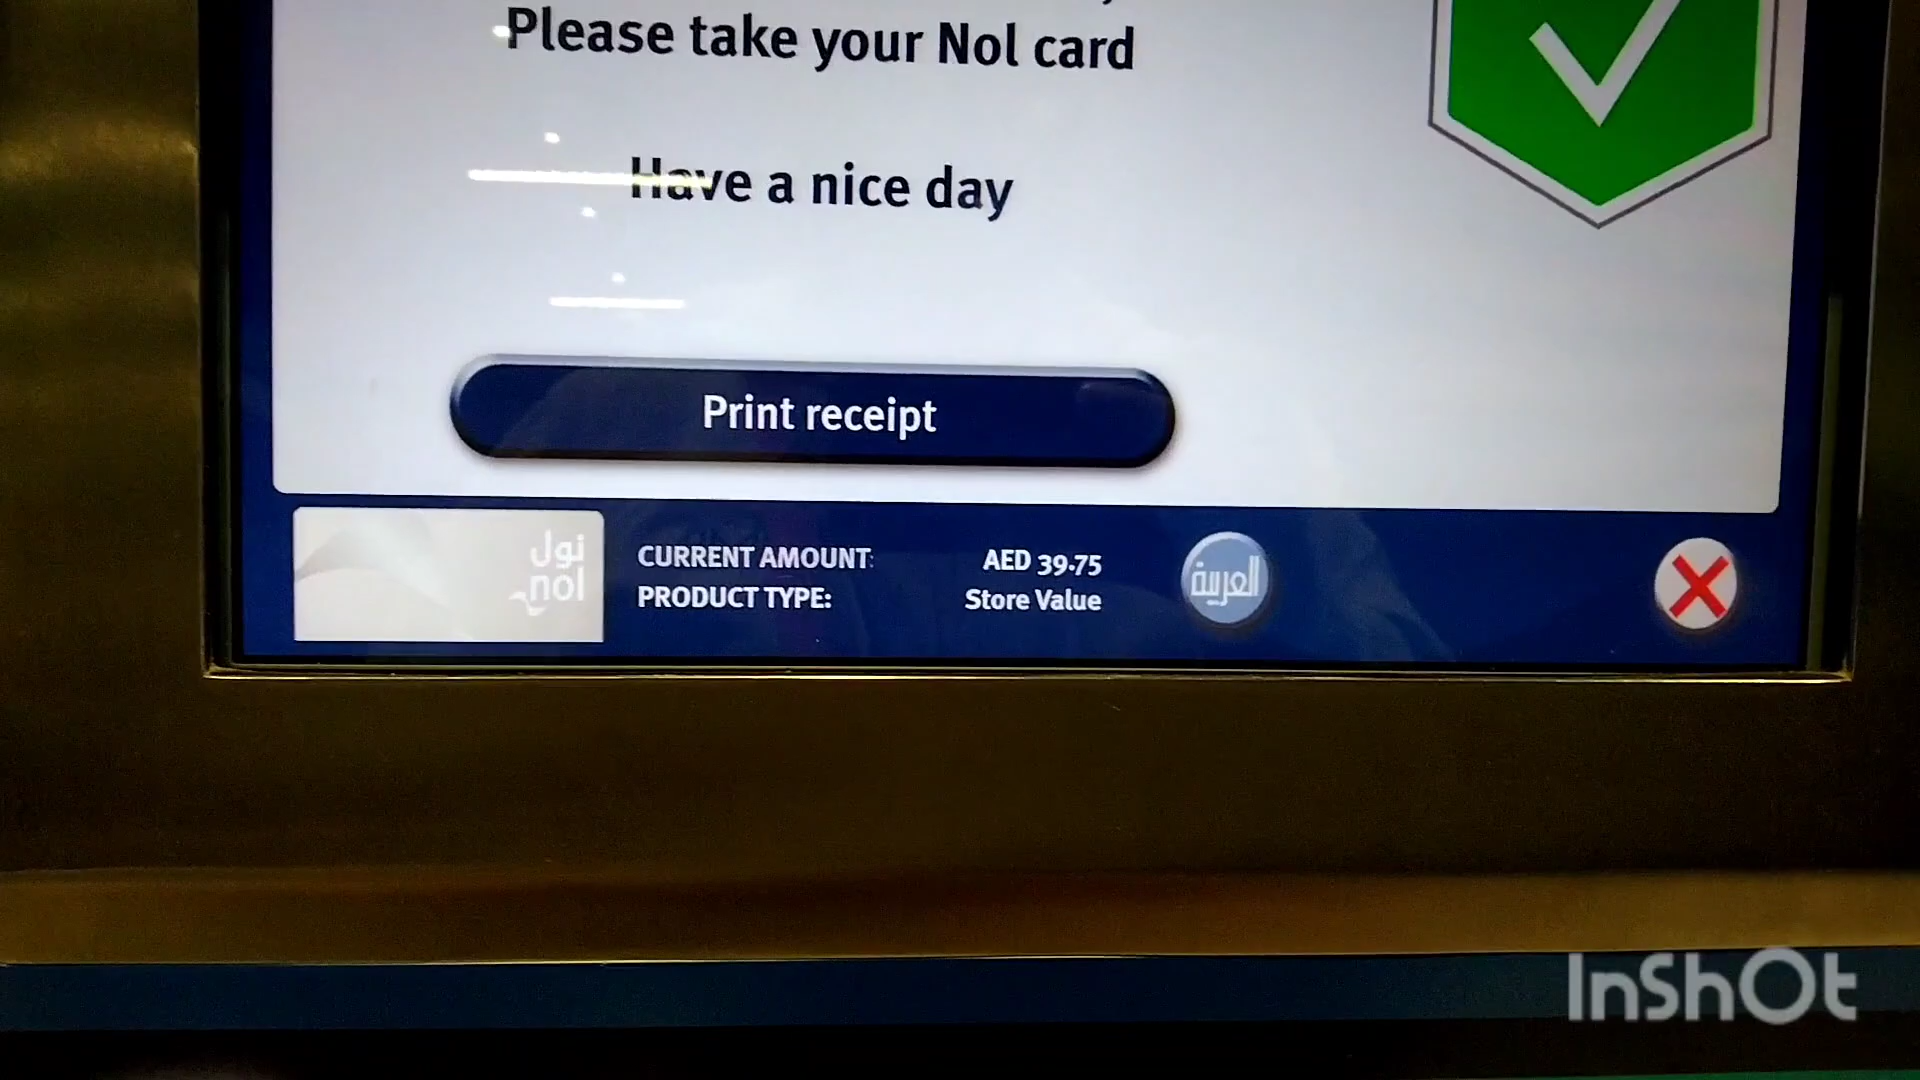 Please take your Nol card
Have a nice day
Print receipt
نول
nol
CURRENT AMOUNT: AED 39.75
PRODUCT TYPE: Store Value
العربية
InShOt